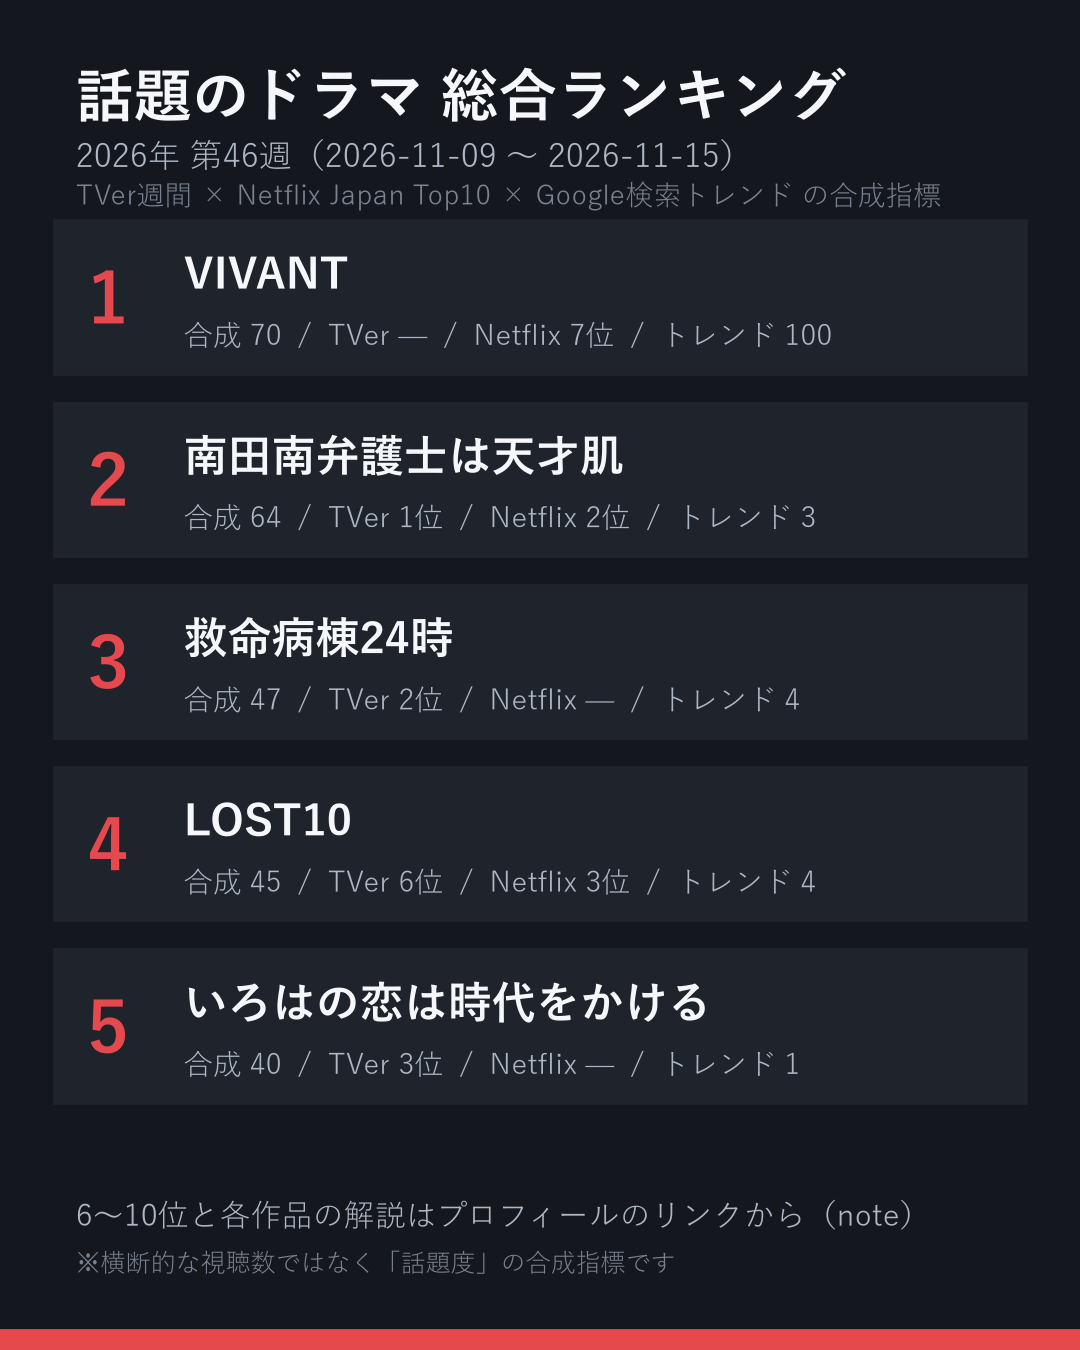 話題のドラマ 総合ランキング
2026年 第46週（2026-11-09 〜 2026-11-15）
TVer週間 × Netflix Japan Top10 × Google検索トレンド の合成指標
1
VIVANT
合成 70 / TVer — / Netflix 7位 / トレンド 100
2
南田南弁護士は天才肌
合成 64 / TVer 1位 / Netflix 2位 / トレンド 3
3
救命病棟24時
合成 47 / TVer 2位 / Netflix — / トレンド 4
4
LOST10
合成 45 / TVer 6位 / Netflix 3位 / トレンド 4
5
いろはの恋は時代をかける
合成 40 / TVer 3位 / Netflix — / トレンド 1
6〜10位と各作品の解説はプロフィールのリンクから（note）
※横断的な視聴数ではなく「話題度」の合成指標です